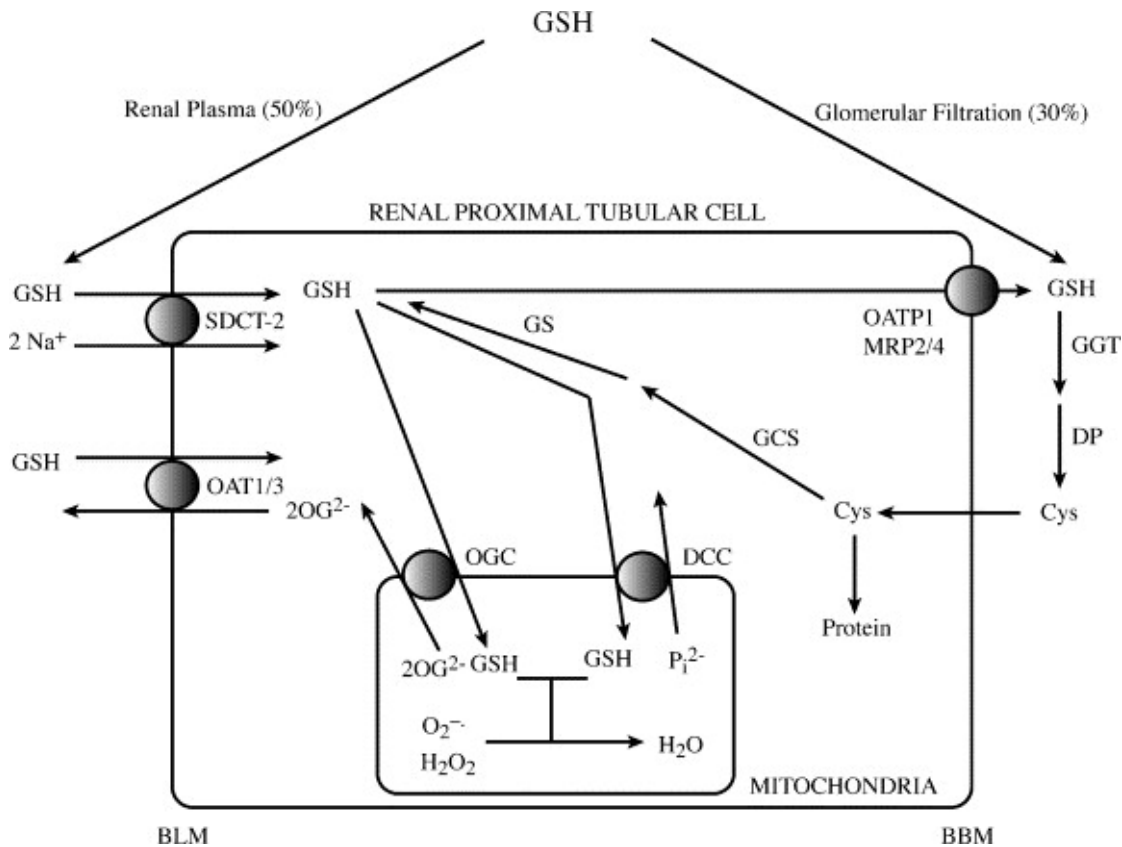 GSH
Renal Plasma (50%)
Glomerular Filtration (30%)
RENAL PROXIMAL TUBULAR CELL
GSH
GSH
GSH
SDCT-2
2 Na⁺
GS
OATP1
MRP2/4
GGT
GCS
DP
GSH
OAT1/3
2OG²⁻
Cys
Cys
OGC
DCC
Protein
2OG²⁻ GSH
GSH
Pᵢ²⁻
O₂⁻·
H₂O₂
H₂O
MITOCHONDRIA
BLM
BBM